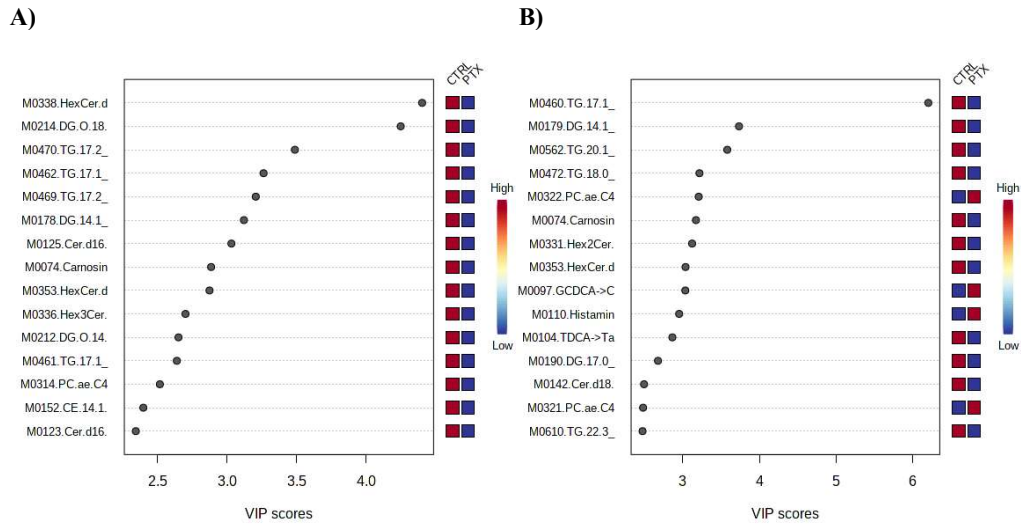 A)
CTRL
PTX
M0338.HexCer.d
M0214.DG.O.18.
M0470.TG.17.2_
M0462.TG.17.1_
M0469.TG.17.2_
M0178.DG.14.1_
M0125.Cer.d16.
M0074.Carnosin
M0353.HexCer.d
M0336.Hex3Cer.
M0212.DG.O.14.
M0461.TG.17.1_
M0314.PC.ae.C4
M0152.CE.14.1.
M0123.Cer.d16.
High
Low
2.5 3.0 3.5 4.0
VIP scores
B)
CTRL
PTX
M0460.TG.17.1_
M0179.DG.14.1_
M0562.TG.20.1_
M0472.TG.18.0_
M0322.PC.ae.C4
M0074.Carnosin
M0331.Hex2Cer.
M0353.HexCer.d
M0097.GCDCA->C
M0110.Histamin
M0104.TDCA->Ta
M0190.DG.17.0_
M0142.Cer.d18.
M0321.PC.ae.C4
M0610.TG.22.3_
High
Low
3 4 5 6
VIP scores